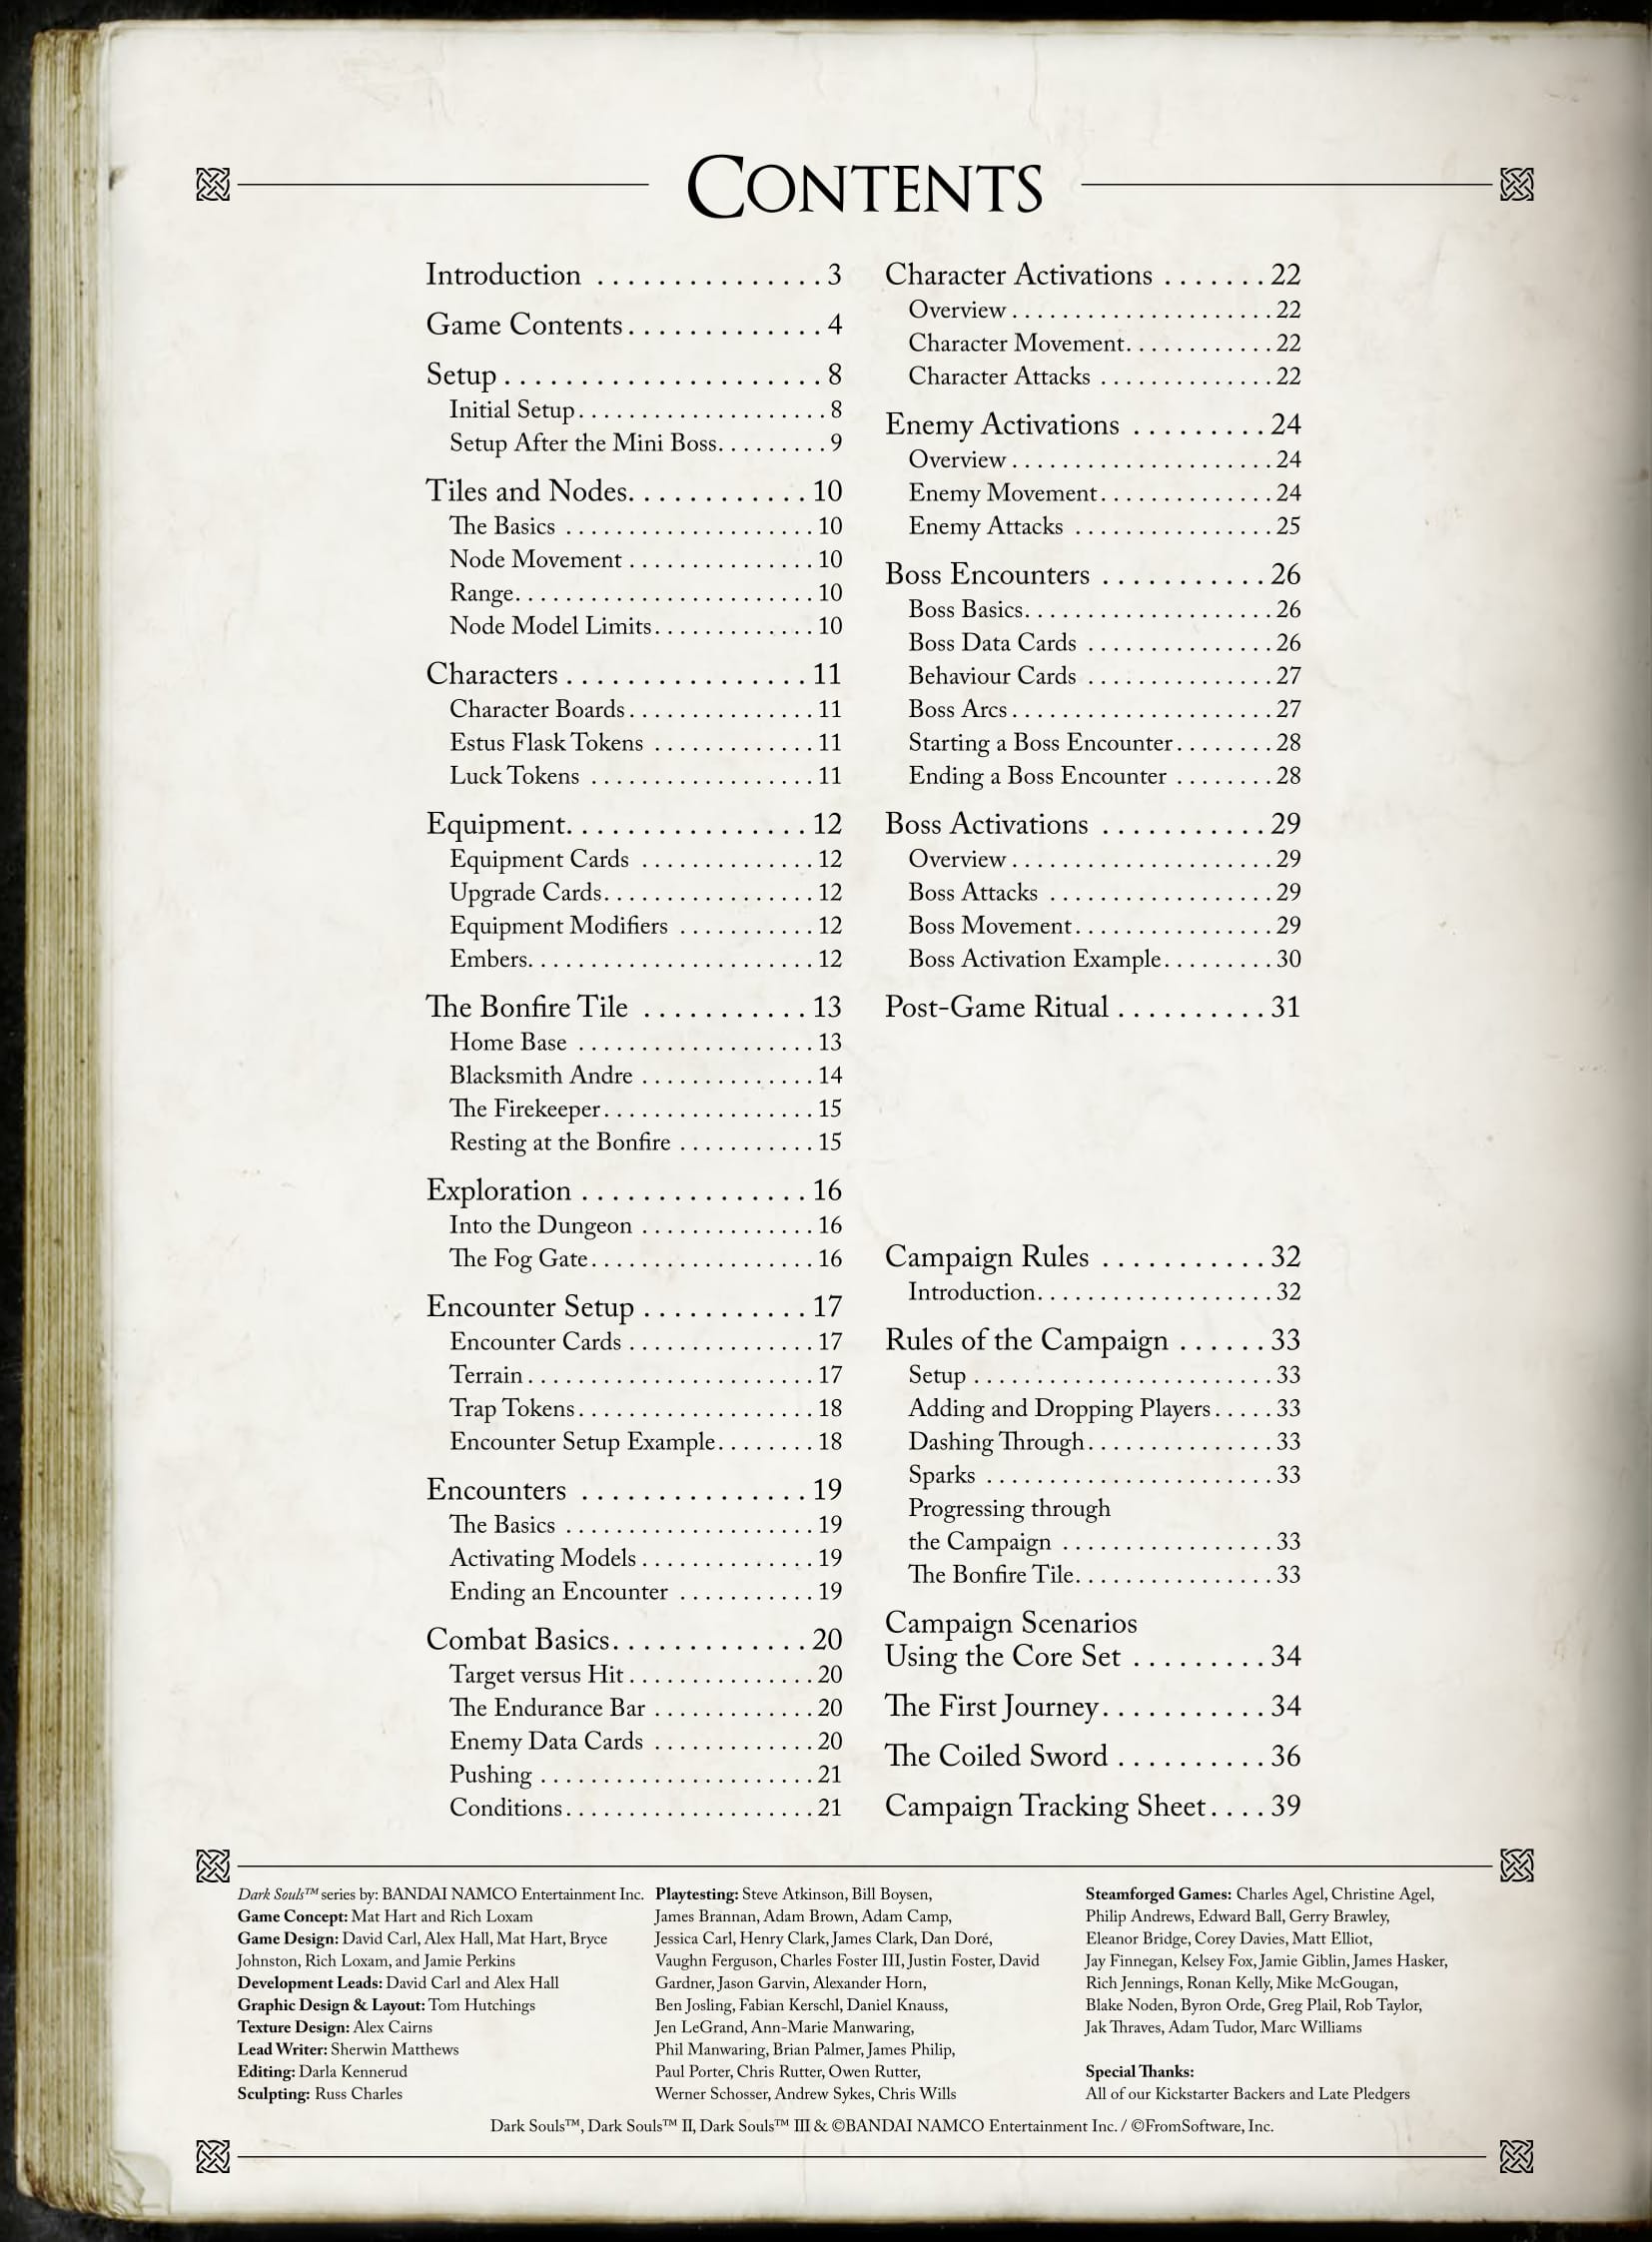 CONTENTS
Introduction . . . . . . . . . . . . . . . 3
Game Contents . . . . . . . . . . . . . 4
Setup . . . . . . . . . . . . . . . . . . . . . 8
Initial Setup . . . . . . . . . . . . . . . . . . . . 8
Setup After the Mini Boss. . . . . . . . . 9
Tiles and Nodes. . . . . . . . . . . . 10
The Basics . . . . . . . . . . . . . . . . . . . . 10
Node Movement . . . . . . . . . . . . . . . 10
Range. . . . . . . . . . . . . . . . . . . . . . . . 10
Node Model Limits . . . . . . . . . . . . . 10
Characters . . . . . . . . . . . . . . . . 11
Character Boards . . . . . . . . . . . . . . . 11
Estus Flask Tokens . . . . . . . . . . . . . 11
Luck Tokens . . . . . . . . . . . . . . . . . . 11
Equipment. . . . . . . . . . . . . . . . 12
Equipment Cards . . . . . . . . . . . . . . 12
Upgrade Cards. . . . . . . . . . . . . . . . . 12
Equipment Modifiers . . . . . . . . . . . 12
Embers. . . . . . . . . . . . . . . . . . . . . . . 12
The Bonfire Tile . . . . . . . . . . . 13
Home Base . . . . . . . . . . . . . . . . . . . 13
Blacksmith Andre . . . . . . . . . . . . . . 14
The Firekeeper . . . . . . . . . . . . . . . . . 15
Resting at the Bonfire . . . . . . . . . . . 15
Exploration . . . . . . . . . . . . . . . 16
Into the Dungeon . . . . . . . . . . . . . . 16
The Fog Gate . . . . . . . . . . . . . . . . . . 16
Encounter Setup . . . . . . . . . . . 17
Encounter Cards . . . . . . . . . . . . . . . 17
Terrain . . . . . . . . . . . . . . . . . . . . . . . 17
Trap Tokens . . . . . . . . . . . . . . . . . . . 18
Encounter Setup Example. . . . . . . . 18
Encounters . . . . . . . . . . . . . . . 19
The Basics . . . . . . . . . . . . . . . . . . . . 19
Activating Models . . . . . . . . . . . . . . 19
Ending an Encounter . . . . . . . . . . . 19
Combat Basics. . . . . . . . . . . . . 20
Target versus Hit . . . . . . . . . . . . . . . 20
The Endurance Bar . . . . . . . . . . . . . 20
Enemy Data Cards . . . . . . . . . . . . . 20
Pushing . . . . . . . . . . . . . . . . . . . . . . 21
Conditions . . . . . . . . . . . . . . . . . . . . 21
Character Activations . . . . . . . 22
Overview . . . . . . . . . . . . . . . . . . . . . 22
Character Movement. . . . . . . . . . . . 22
Character Attacks . . . . . . . . . . . . . . 22
Enemy Activations . . . . . . . . . 24
Overview . . . . . . . . . . . . . . . . . . . . . 24
Enemy Movement . . . . . . . . . . . . . . 24
Enemy Attacks . . . . . . . . . . . . . . . . 25
Boss Encounters . . . . . . . . . . . 26
Boss Basics. . . . . . . . . . . . . . . . . . . . 26
Boss Data Cards . . . . . . . . . . . . . . . 26
Behaviour Cards . . . . . . . . . . . . . . . 27
Boss Arcs . . . . . . . . . . . . . . . . . . . . . 27
Starting a Boss Encounter . . . . . . . . 28
Ending a Boss Encounter . . . . . . . . 28
Boss Activations . . . . . . . . . . . 29
Overview . . . . . . . . . . . . . . . . . . . . . 29
Boss Attacks . . . . . . . . . . . . . . . . . . 29
Boss Movement. . . . . . . . . . . . . . . . 29
Boss Activation Example. . . . . . . . . 30
Post-Game Ritual . . . . . . . . . . 31
Campaign Rules . . . . . . . . . . . 32
Introduction. . . . . . . . . . . . . . . . . . . 32
Rules of the Campaign . . . . . . 33
Setup . . . . . . . . . . . . . . . . . . . . . . . . 33
Adding and Dropping Players . . . . . 33
Dashing Through . . . . . . . . . . . . . . . 33
Sparks . . . . . . . . . . . . . . . . . . . . . . . 33
Progressing through
the Campaign . . . . . . . . . . . . . . . . . 33
The Bonfire Tile. . . . . . . . . . . . . . . . 33
Campaign Scenarios
Using the Core Set . . . . . . . . . 34
The First Journey. . . . . . . . . . . 34
The Coiled Sword . . . . . . . . . . 36
Campaign Tracking Sheet . . . . 39
Dark Souls™ series by: BANDAI NAMCO Entertainment Inc.
Game Concept: Mat Hart and Rich Loxam
Game Design: David Carl, Alex Hall, Mat Hart, Bryce
Johnston, Rich Loxam, and Jamie Perkins
Development Leads: David Carl and Alex Hall
Graphic Design & Layout: Tom Hutchings
Texture Design: Alex Cairns
Lead Writer: Sherwin Matthews
Editing: Darla Kennerud
Sculpting: Russ Charles
Playtesting: Steve Atkinson, Bill Boysen,
James Brannan, Adam Brown, Adam Camp,
Jessica Carl, Henry Clark, James Clark, Dan Doré,
Vaughn Ferguson, Charles Foster III, Justin Foster, David
Gardner, Jason Garvin, Alexander Horn,
Ben Josling, Fabian Kerschl, Daniel Knauss,
Jen LeGrand, Ann-Marie Manwaring,
Phil Manwaring, Brian Palmer, James Philip,
Paul Porter, Chris Rutter, Owen Rutter,
Werner Schosser, Andrew Sykes, Chris Wills
Steamforged Games: Charles Agel, Christine Agel,
Philip Andrews, Edward Ball, Gerry Brawley,
Eleanor Bridge, Corey Davies, Matt Elliot,
Jay Finnegan, Kelsey Fox, Jamie Giblin, James Hasker,
Rich Jennings, Ronan Kelly, Mike McGougan,
Blake Noden, Byron Orde, Greg Plail, Rob Taylor,
Jak Thraves, Adam Tudor, Marc Williams
Special Thanks:
All of our Kickstarter Backers and Late Pledgers
Dark Souls™, Dark Souls™ II, Dark Souls™ III & ©BANDAI NAMCO Entertainment Inc. / ©FromSoftware, Inc.